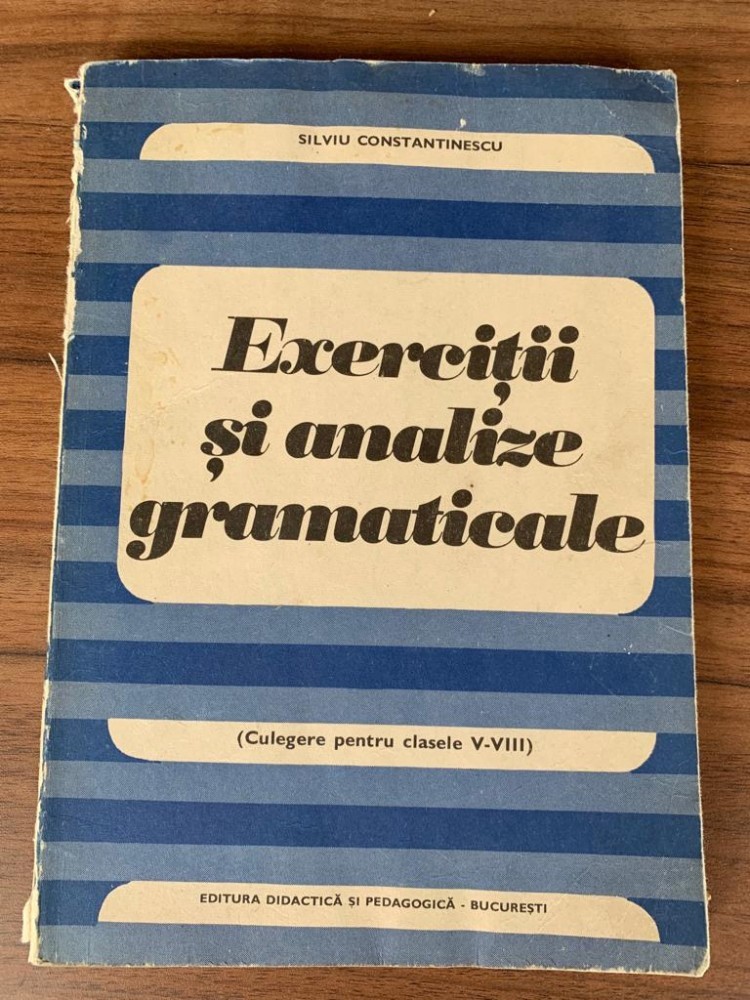 SILVIU CONSTANTINESCU
Exerciții
și analize
gramaticale
(Culegere pentru clasele V-VIII)
EDITURA DIDACTICĂ ȘI PEDAGOGICĂ - BUCUREȘTI